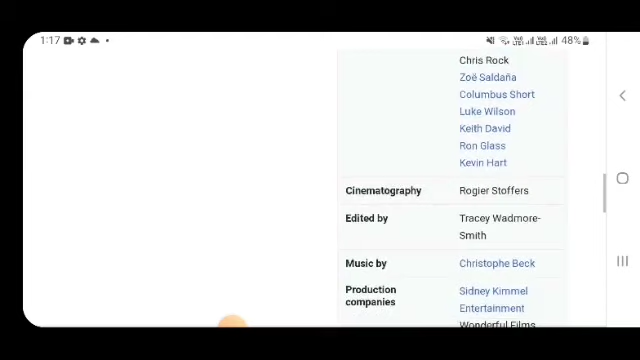 1:17
48%
Chris Rock
Zoë Saldaña
Columbus Short
Luke Wilson
Keith David
Ron Glass
Kevin Hart
Cinematography Rogier Stoffers
Edited by Tracey Wadmore-
Smith
Music by Christophe Beck
Production Sidney Kimmel
companies Entertainment
Wonderful Films